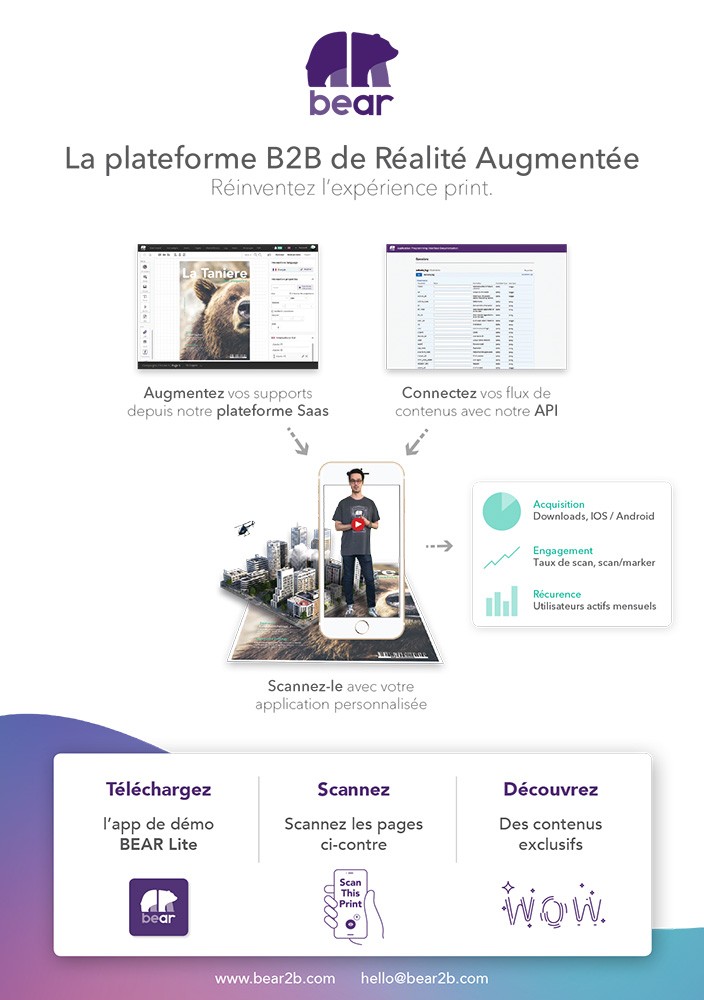 bear
La plateforme B2B de Réalité Augmentée
Réinventez l'expérience print.
La Taniere
Augmentez vos supports
depuis notre plateforme Saas
Connectez vos flux de
contenus avec notre API
Acquisition
Downloads, IOS / Android
Engagement
Taux de scan, scan/marker
Récurence
Utilisateurs actifs mensuels
Scannez-le avec votre
application personnalisée
Téléchargez
l'app de démo
BEAR Lite
bear
Scannez
Scannez les pages
ci-contre
Scan
This
Print
Découvrez
Des contenus
exclusifs
WOW
www.bear2b.com hello@bear2b.com